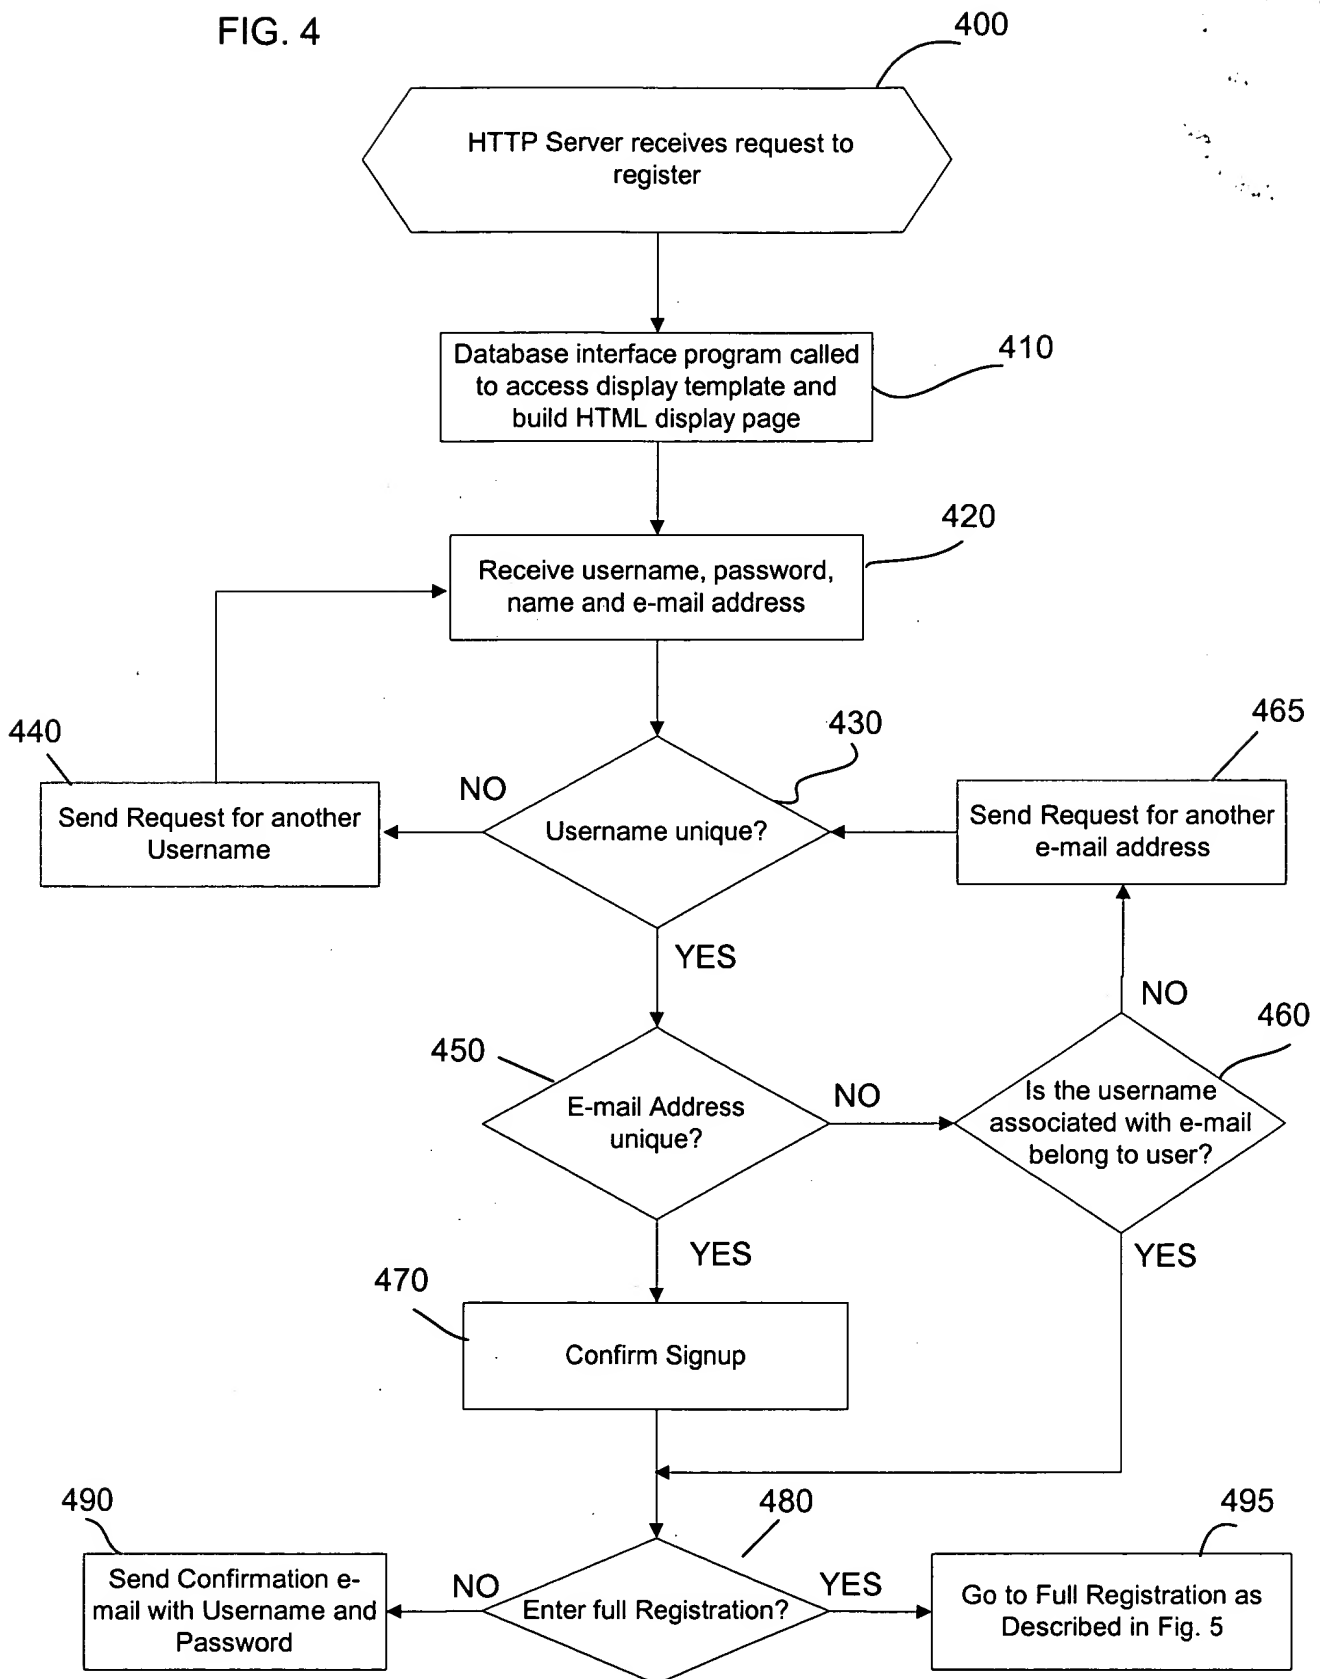 FIG. 4
400
HTTP Server receives request to
register
410
Database interface program called
to access display template and
build HTML display page
420
Receive username, password,
name and e-mail address
440
430
465
NO
Send Request for another
Username
Username unique?
Send Request for another
e-mail address
YES
NO
450
460
E-mail Address
unique?
NO
Is the username
associated with e-mail
belong to user?
YES
YES
470
Confirm Signup
490
480
495
Send Confirmation e-
mail with Username and
Password
NO
Enter full Registration?
YES
Go to Full Registration as
Described in Fig. 5